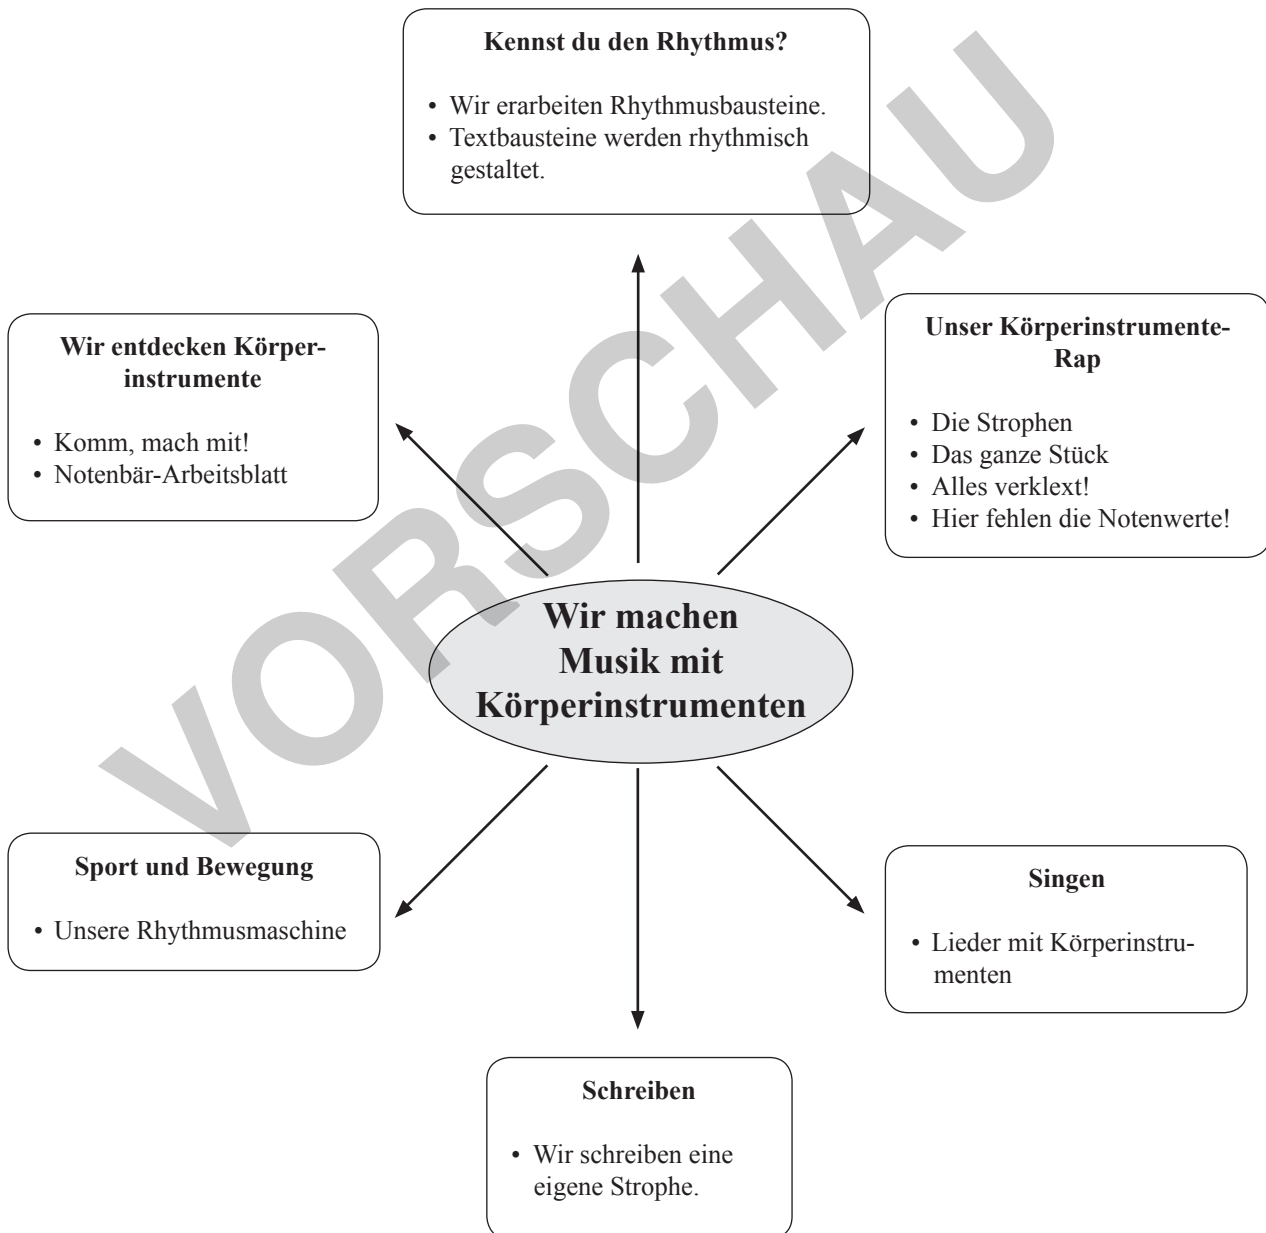 Kennst du den Rhythmus?
• Wir erarbeiten Rhythmusbausteine.
• Textbausteine werden rhythmisch
gestaltet.
Wir entdecken Körper-
instrumente
• Komm, mach mit!
• Notenbär-Arbeitsblatt
Unser Körperinstrumente-
Rap
• Die Strophen
• Das ganze Stück
• Alles verklext!
• Hier fehlen die Notenwerte!
Wir machen
Musik mit
Körperinstrumenten
Sport und Bewegung
• Unsere Rhythmusmaschine
Singen
• Lieder mit Körperinstru-
menten
Schreiben
• Wir schreiben eine
eigene Strophe.
VORSCHAU